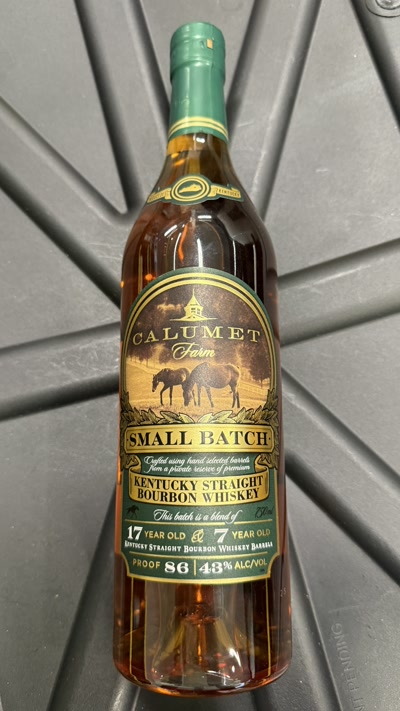 CALUMET
Farm
SMALL BATCH
Crafted using hand selected barrels
from a private reserve of premium
KENTUCKY STRAIGHT
BOURBON WHISKEY
This batch is a blend of
750ml
17 YEAR OLD & 7 YEAR OLD
KENTUCKY STRAIGHT BOURBON WHISKEY BARRELS
PROOF 86 | 43% ALC/VOL